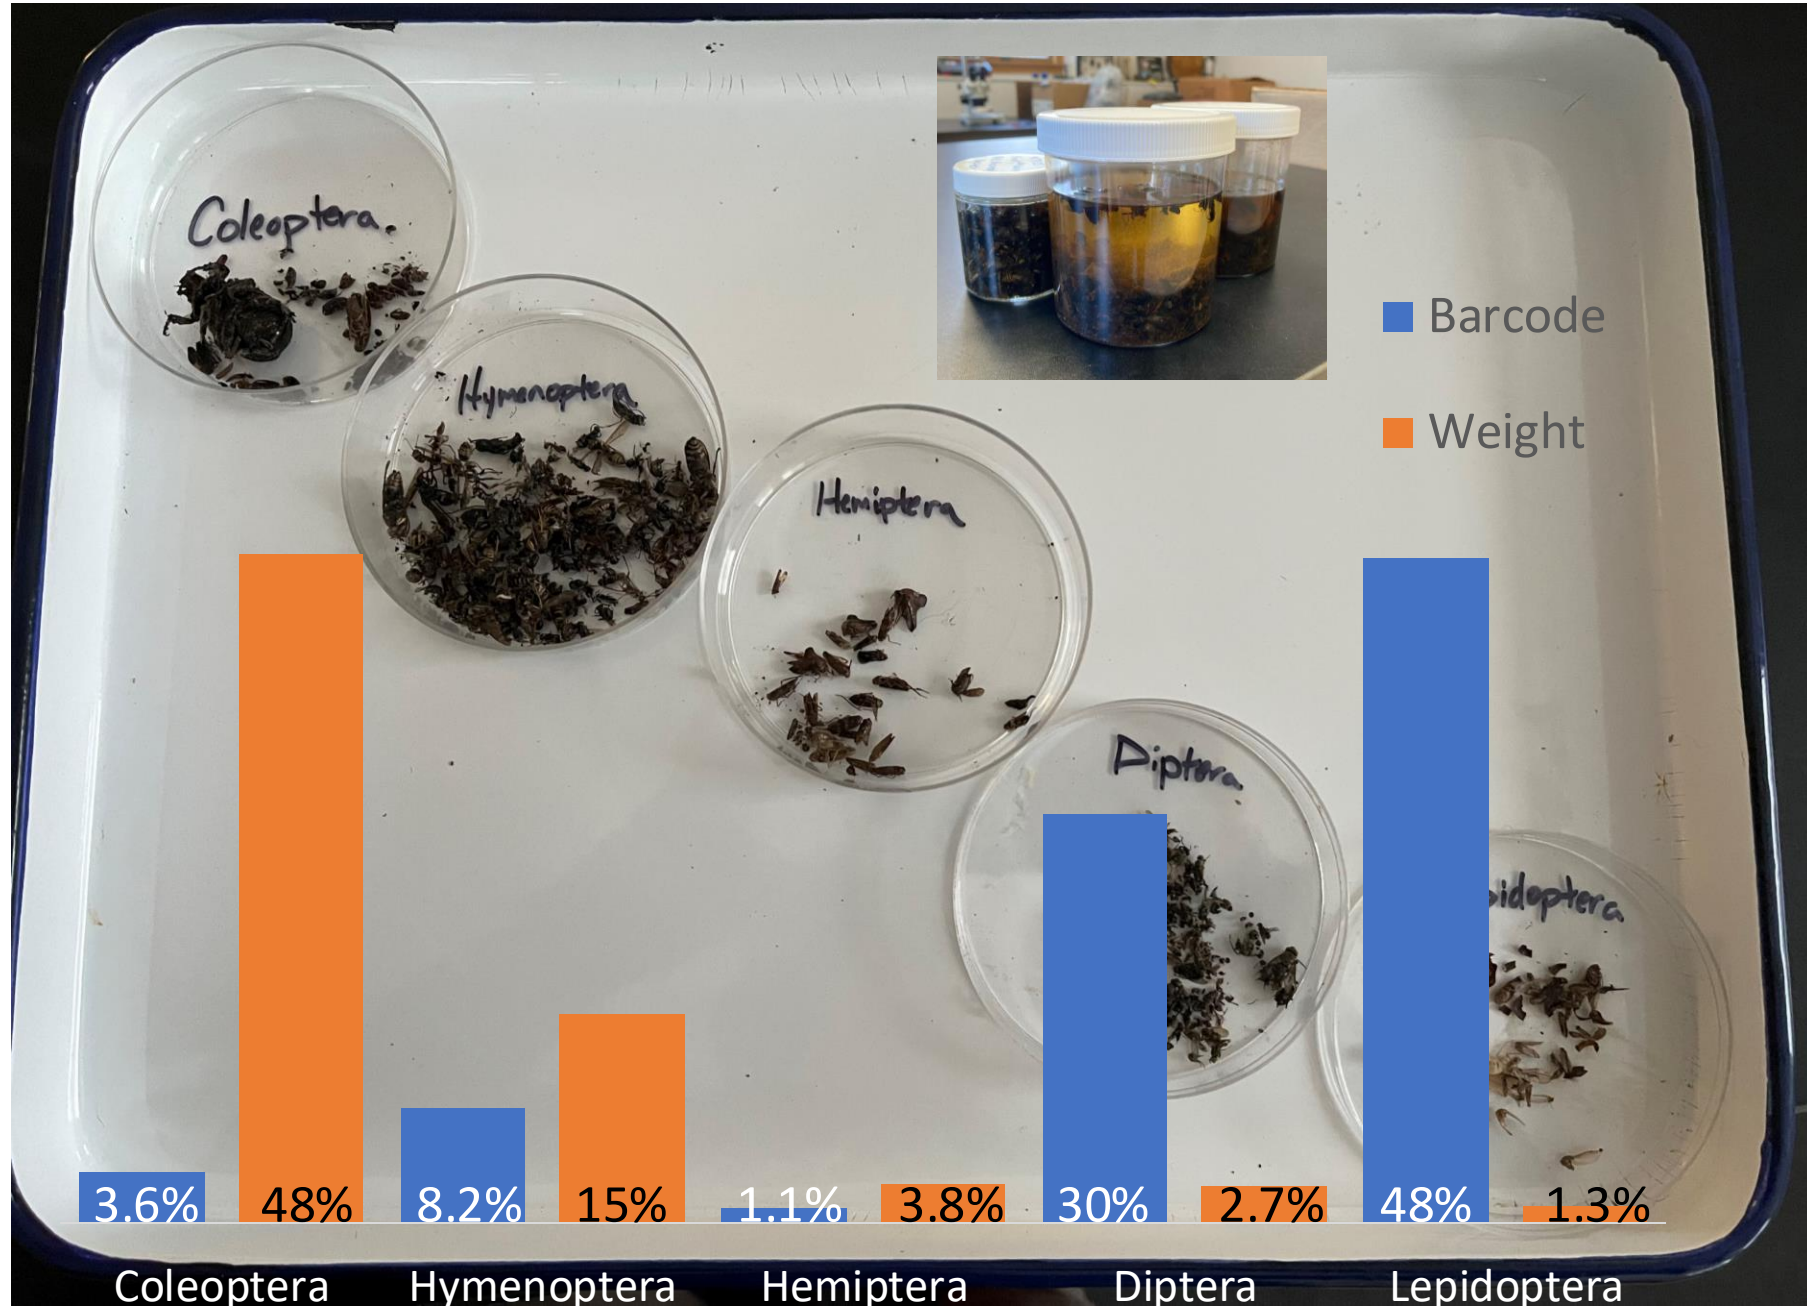 Coleoptera
Hymenoptera
Hemiptera
Diptera
pidoptera
Barcode
Weight
3.6% 48% 8.2% 15% 1.1% 3.8% 30% 2.7% 48% 1.3%
Coleoptera Hymenoptera Hemiptera Diptera Lepidoptera